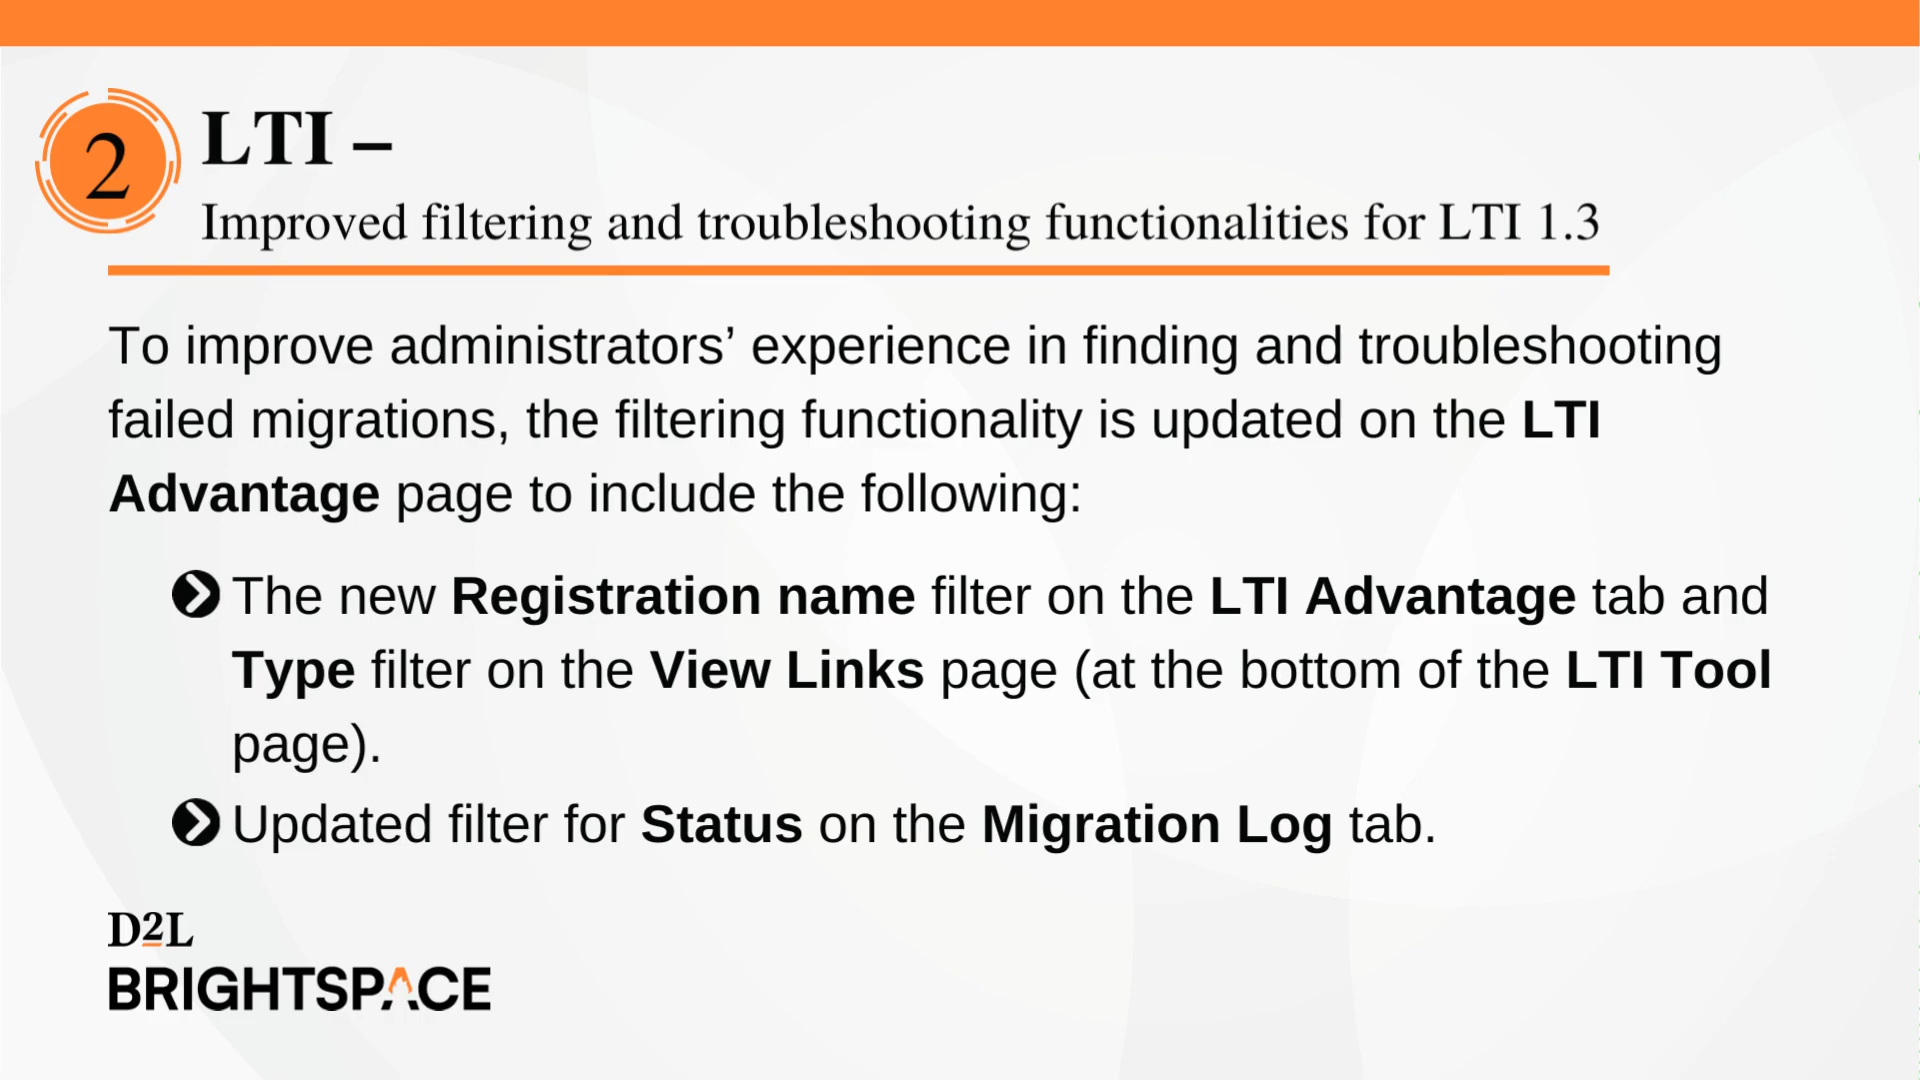 2
LTI –
Improved filtering and troubleshooting functionalities for LTI 1.3
To improve administrators’ experience in finding and troubleshooting
failed migrations, the filtering functionality is updated on the LTI
Advantage page to include the following:
The new Registration name filter on the LTI Advantage tab and
Type filter on the View Links page (at the bottom of the LTI Tool
page).
Updated filter for Status on the Migration Log tab.
D2L
BRIGHTSPACE